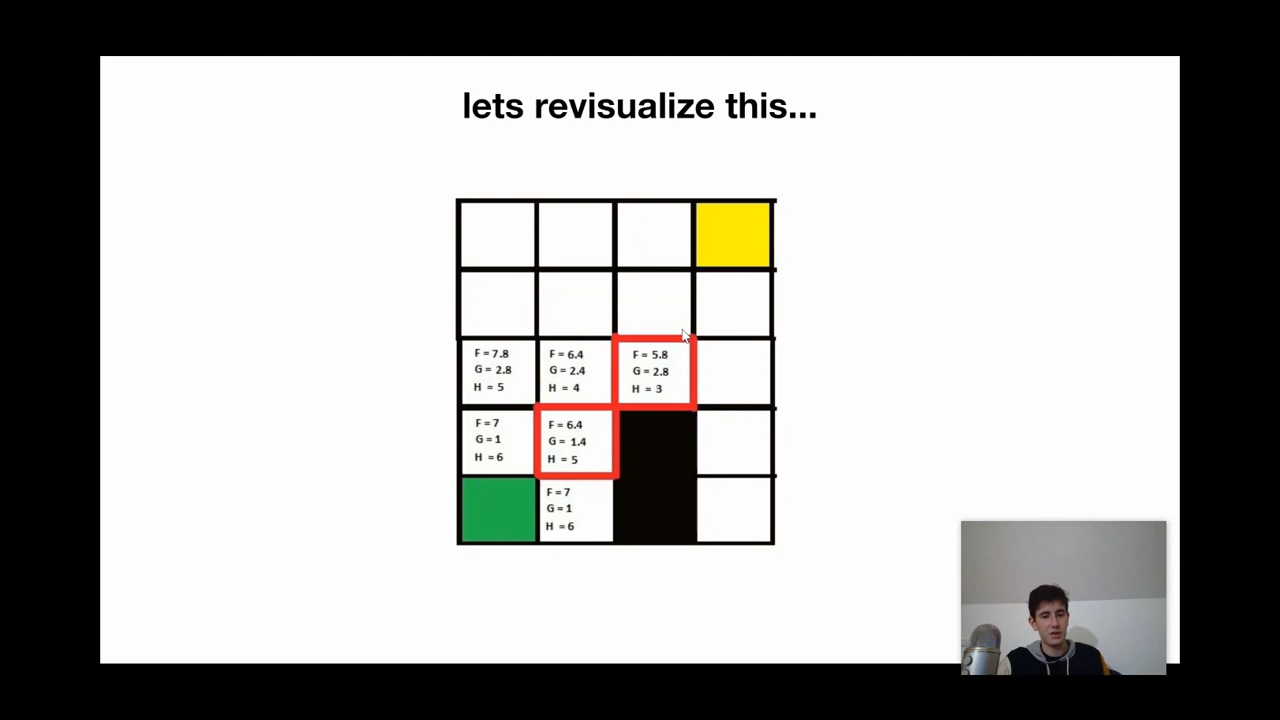 lets revisualize this...
F = 7.8
G = 2.8
H = 5
F = 6.4
G = 2.4
H = 4
F = 5.8
G = 2.8
H = 3
F = 7
G = 1
H = 6
F = 6.4
G = 1.4
H = 5
F = 7
G = 1
H = 6